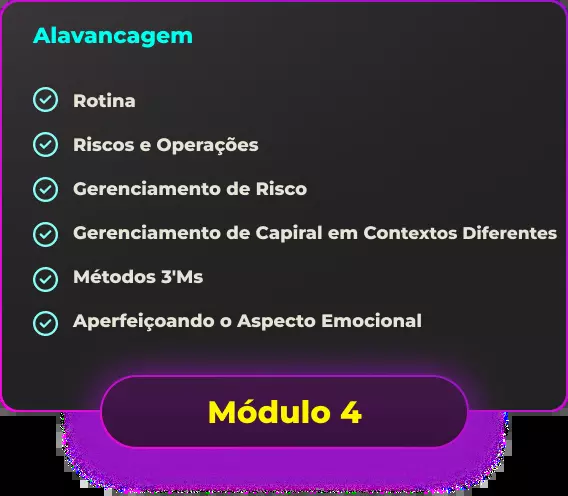 Alavancagem
Rotina
Riscos e Operações
Gerenciamento de Risco
Gerenciamento de Capiral em Contextos Diferentes
Métodos 3'Ms
Aperfeiçoando o Aspecto Emocional
Módulo 4